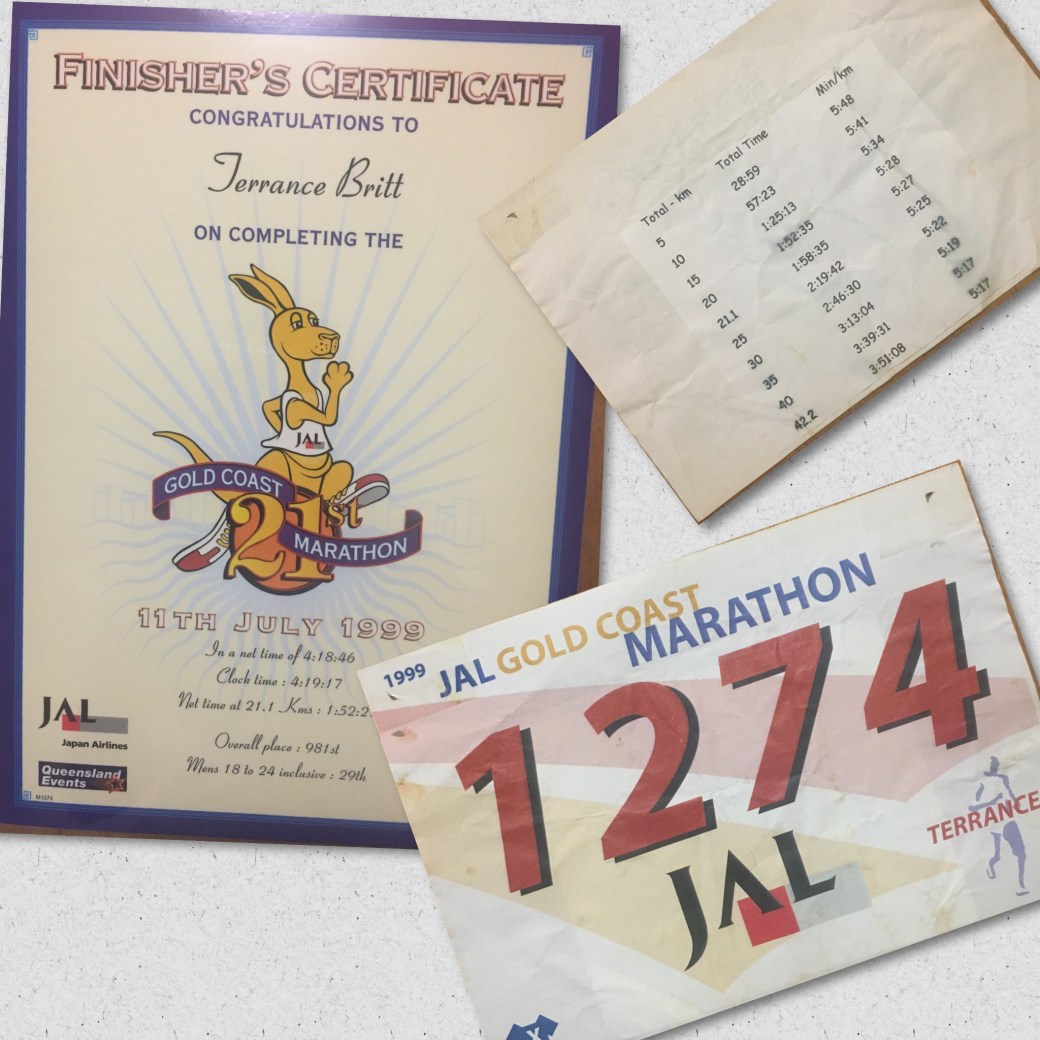 FINISHER'S CERTIFICATE
CONGRATULATIONS TO
Terrance Britt
ON COMPLETING THE
JAL
GOLD COAST
21st
MARATHON
11TH JULY 1999
In a net time of 4:18:46
Clock time : 4:19:17
Net time at 21.1 Kms : 1:52:2
Overall place : 981st
Mens 18 to 24 inclusive : 29th
JAL
Japan Airlines
Queensland
Events
M1274
Total - km Total Time Min/km
5 28:59 5:48
10 57:23 5:41
15 1:25:13 5:34
20 1:52:35 5:28
21.1 1:58:35 5:27
25 2:19:42 5:25
30 2:46:30 5:22
35 3:13:04 5:19
40 3:39:31 5:17
42.2 3:51:08 5:17
1999 JAL GOLD COAST
MARATHON
1274
TERRANCE
JAL
X